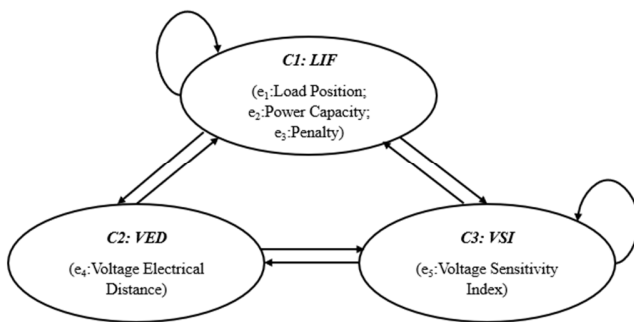 C1: LIF
(e₁:Load Position;
e₂:Power Capacity;
e₃:Penalty)
C2: VED
(e₄:Voltage Electrical
Distance)
C3: VSI
(e₅:Voltage Sensitivity
Index)